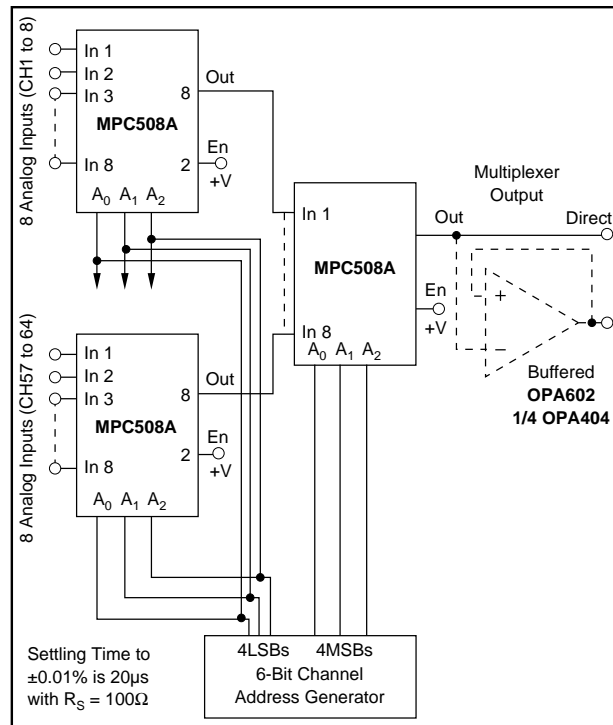 8 Analog Inputs (CH1 to 8)
In 1
In 2
In 3
In 8
MPC508A
8
2
A0 A1 A2
Out
En
+V
In 1
In 8
MPC508A
A0 A1 A2
En
+V
Multiplexer
Output
Out
Direct
+
–
Buffered
OPA602
1/4 OPA404
8 Analog Inputs (CH57 to 64)
In 1
In 2
In 3
In 8
MPC508A
8
2
A0 A1 A2
Out
En
+V
Settling Time to
±0.01% is 20µs
with RS = 100Ω
4LSBs 4MSBs
6-Bit Channel
Address Generator